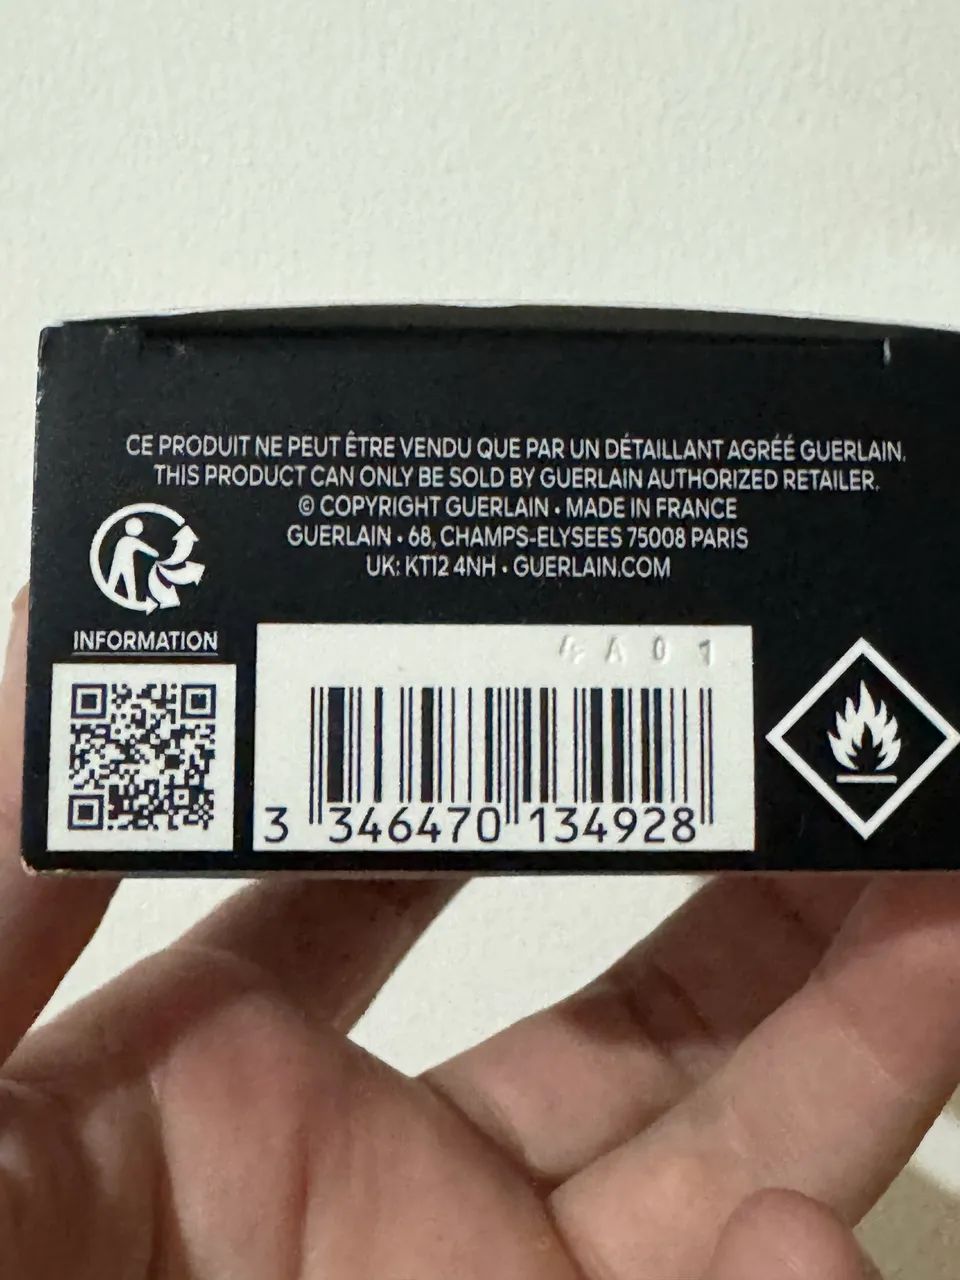 CE PRODUIT NE PEUT ÊTRE VENDU QUE PAR UN DÉTAILLANT AGRÉÉ GUERLAIN.
THIS PRODUCT CAN ONLY BE SOLD BY GUERLAIN AUTHORIZED RETAILER.
© COPYRIGHT GUERLAIN • MADE IN FRANCE
GUERLAIN • 68, CHAMPS-ELYSEES 75008 PARIS
UK: KT12 4NH • GUERLAIN.COM
INFORMATION
4A01
3 346470 134928